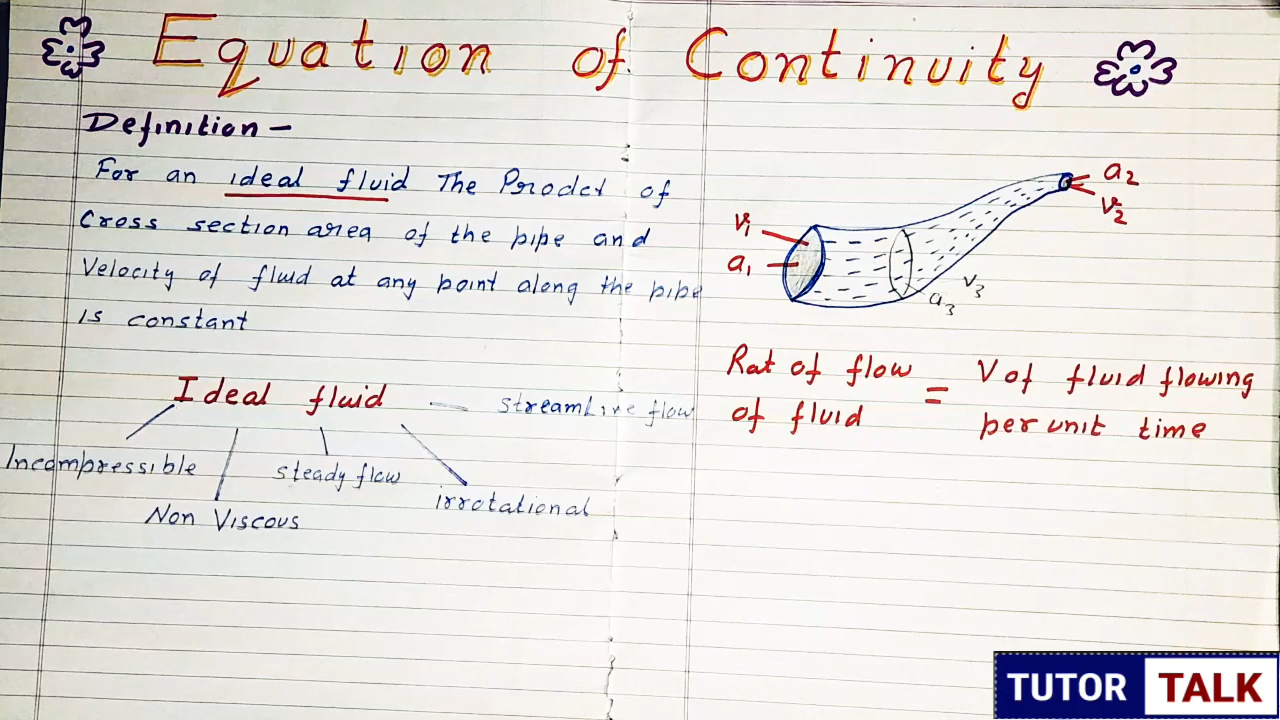 Equation of Continuity
Definition -
For an ideal fluid The Prodct of
Cross section area of the pipe and
Velocity of fluid at any point along the pipe
is constant
Ideal fluid
StreamLine flow
Incompressible
steady flow
irrotational
Non Viscous
a2
v2
v1
a1
v3
a3
Rat of flow = V of fluid flowing
of fluid per unit time
TUTOR TALK